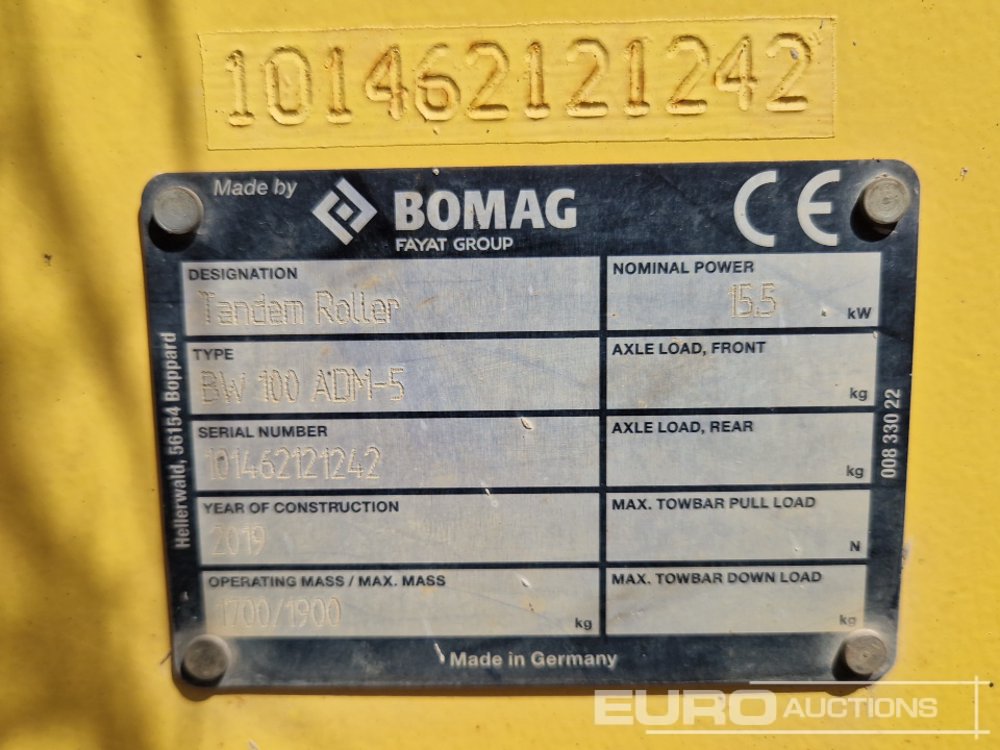 101462121242
Made by
BOMAG
FAYAT GROUP
CE
DESIGNATION
Tandem Roller
NOMINAL POWER
15.5 kW
TYPE
BW 100 ADM-5
AXLE LOAD, FRONT
kg
SERIAL NUMBER
101462121242
AXLE LOAD, REAR
kg
YEAR OF CONSTRUCTION
2019
MAX. TOWBAR PULL LOAD
N
OPERATING MASS / MAX. MASS
1700/1900 kg
MAX. TOWBAR DOWN LOAD
kg
Hellerwald, 56154 Boppard
008 330 22
Made in Germany
EURO AUCTIONS